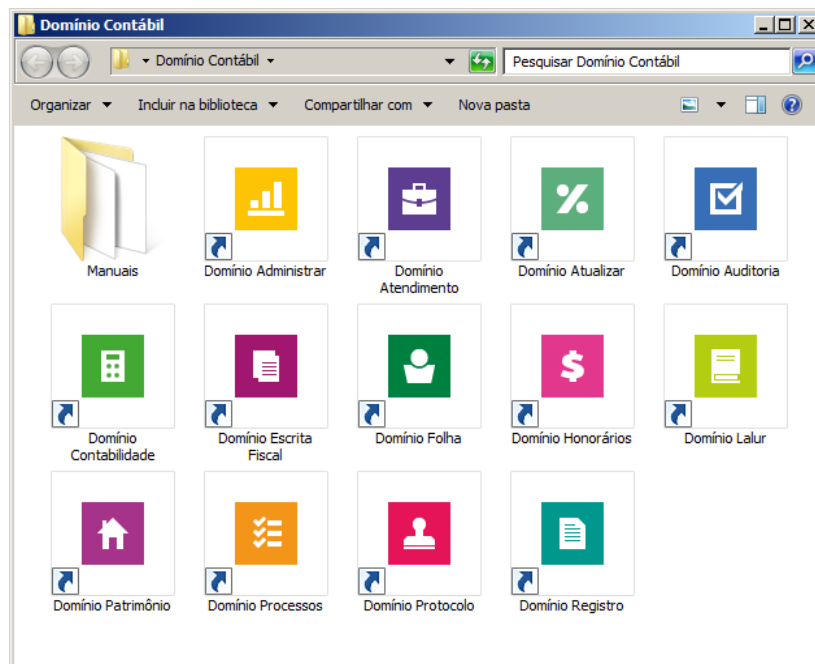 Domínio Contábil
Domínio Contábil
Pesquisar Domínio Contábil
Organizar
Incluir na biblioteca
Compartilhar com
Nova pasta
Manuais
Domínio Administrar
Domínio
Atendimento
Domínio Atualizar
Domínio Auditoria
Domínio
Contabilidade
Domínio Escrita
Fiscal
Domínio Folha
Domínio Honorários
Domínio Lalur
Domínio Patrimônio
Domínio Processos
Domínio Protocolo
Domínio Registro